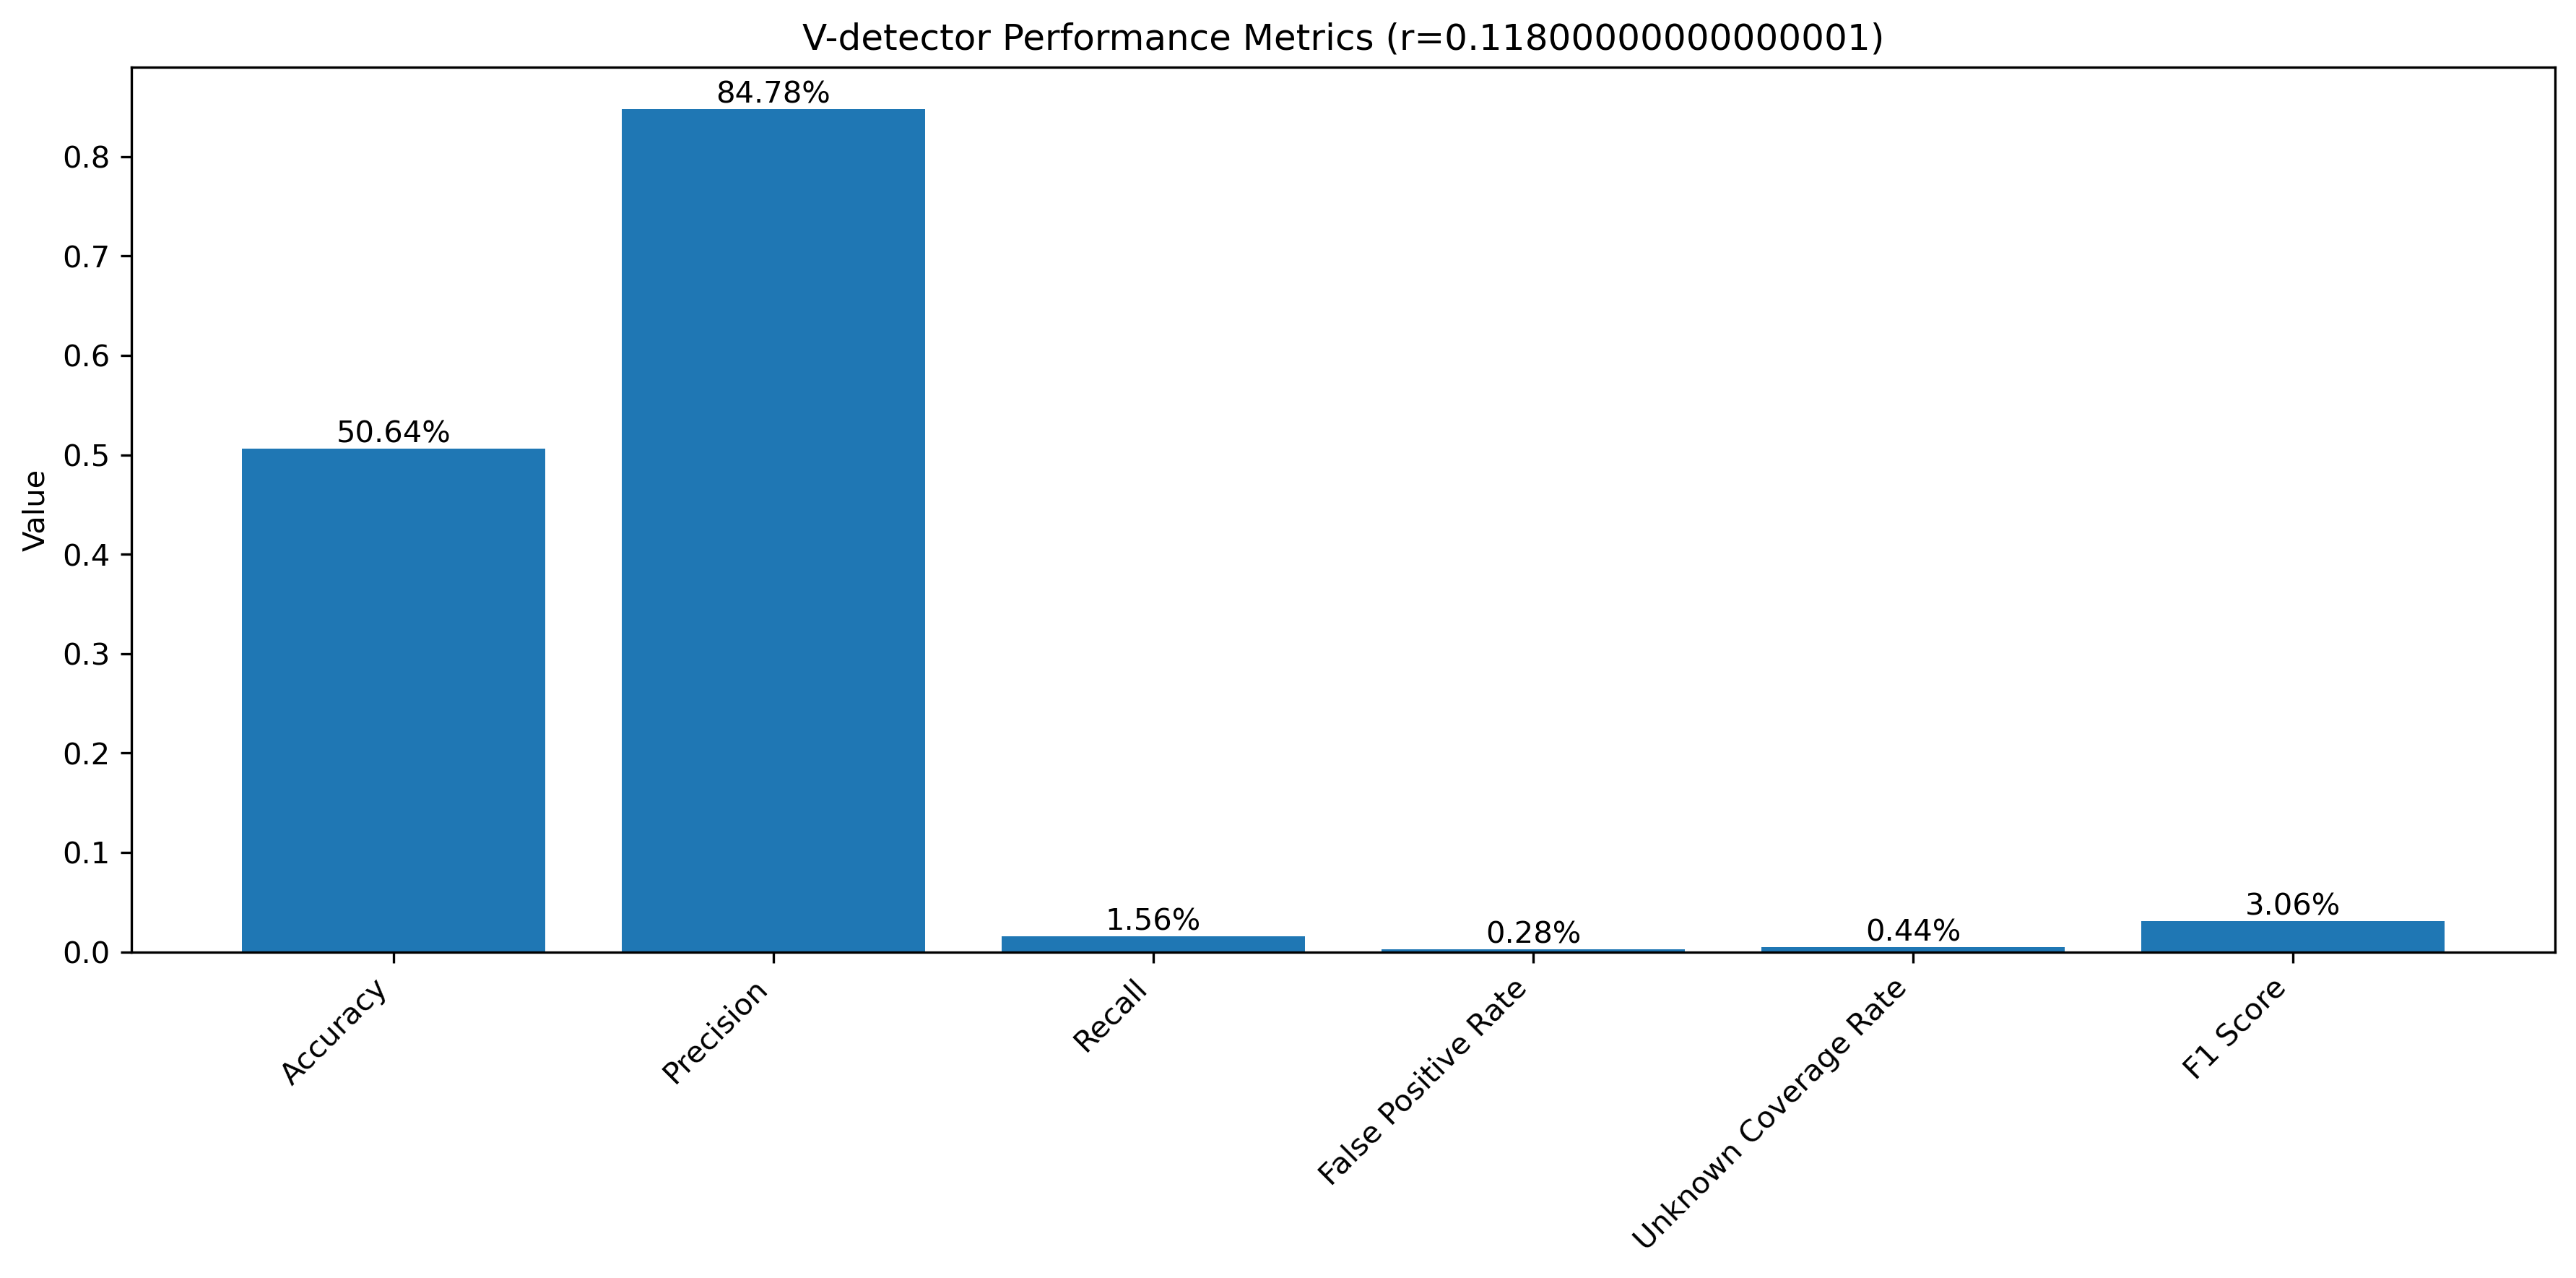 V-detector Performance Metrics (r=0.11800000000000001)
84.78%
0.8
0.7
0.6
50.64%
0.5
Value
0.4
0.3
0.2
0.1
1.56%
0.28%
0.44%
3.06%
0.0
Accuracy
Precision
Recall
False Positive Rate
Unknown Coverage Rate
F1 Score